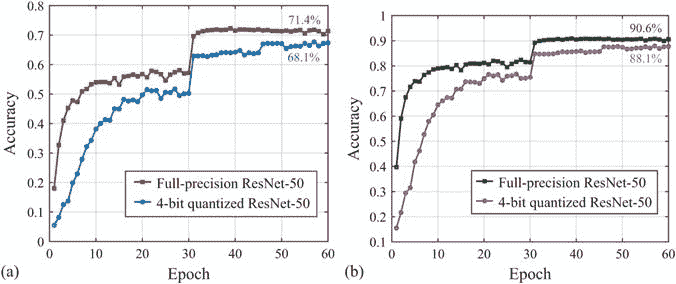 0.8
0.7
0.6
0.5
0.4
0.3
0.2
0.1
0
Accuracy
71.4%
68.1%
Full-precision ResNet-50
4-bit quantized ResNet-50
0 10 20 30 40 50 60
(a) Epoch
1
0.9
0.8
0.7
0.6
0.5
0.4
0.3
0.2
0.1
Accuracy
90.6%
88.1%
Full-precision ResNet-50
4-bit quantized ResNet-50
0 10 20 30 40 50 60
(b) Epoch